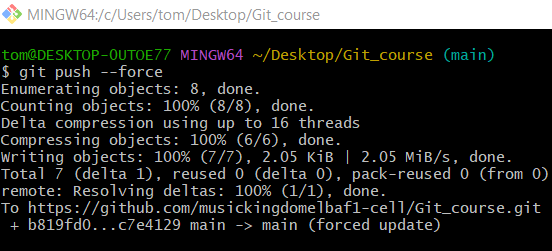 MINGW64:/c/Users/tom/Desktop/Git_course
tom@DESKTOP-OUTOE77 MINGW64 ~/Desktop/Git_course (main)
$ git push --force
Enumerating objects: 8, done.
Counting objects: 100% (8/8), done.
Delta compression using up to 16 threads
Compressing objects: 100% (6/6), done.
Writing objects: 100% (7/7), 2.05 KiB | 2.05 MiB/s, done.
Total 7 (delta 1), reused 0 (delta 0), pack-reused 0 (from 0)
remote: Resolving deltas: 100% (1/1), done.
To https://github.com/musickingdomelbaf1-cell/Git_course.git
 + b819fd0...c7e4129 main -> main (forced update)